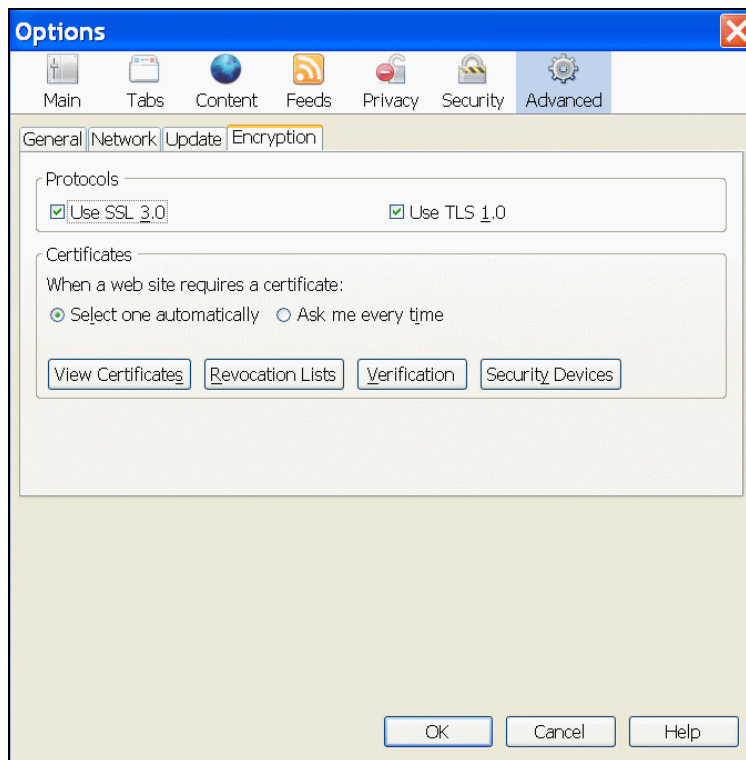 Options
Main Tabs Content Feeds Privacy Security Advanced
General Network Update Encryption
Protocols
Use SSL 3.0 Use TLS 1.0
Certificates
When a web site requires a certificate:
Select one automatically Ask me every time
View Certificates Revocation Lists Verification Security Devices
OK Cancel Help